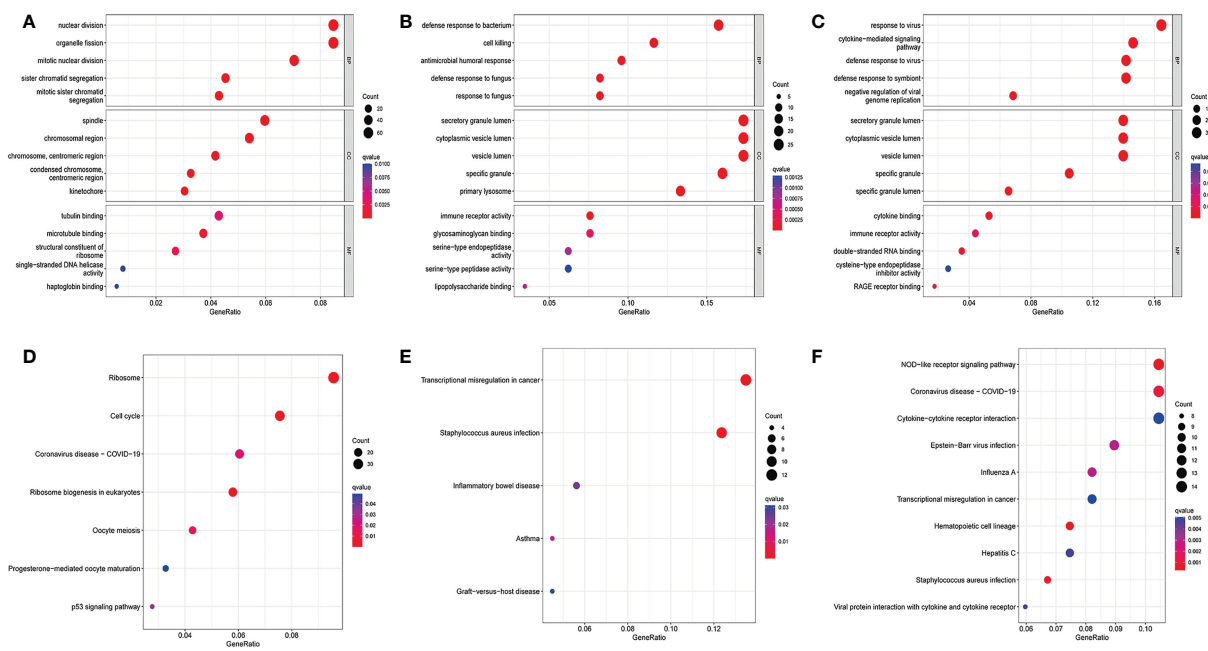 A
nuclear division
organelle fission
mitotic nuclear division
sister chromatid segregation
mitotic sister chromatid
segregation
BP
spindle
chromosomal region
chromosome, centromeric region
condensed chromosome,
centromeric region
kinetochore
CC
tubulin binding
microtubule binding
structural constituent of
ribosome
single-stranded DNA helicase
activity
haptoglobin binding
MF
0.02
0.04
0.06
0.08
GeneRatio
Count
20
40
60
qvalue
0.0100
0.0075
0.0050
0.0025
B
defense response to bacterium
cell killing
antimicrobial humoral response
defense response to fungus
response to fungus
BP
secretory granule lumen
cytoplasmic vesicle lumen
vesicle lumen
specific granule
primary lysosome
CC
immune receptor activity
glycosaminoglycan binding
serine-type endopeptidase
activity
serine-type peptidase activity
lipopolysaccharide binding
MF
0.05
0.10
0.15
GeneRatio
Count
5
10
15
20
25
qvalue
0.00125
0.00100
0.00075
0.00050
0.00025
C
response to virus
cytokine-mediated signaling
pathway
defense response to virus
defense response to symbiont
negative regulation of viral
genome replication
BP
secretory granule lumen
cytoplasmic vesicle lumen
vesicle lumen
specific granule
specific granule lumen
CC
cytokine binding
immune receptor activity
double-stranded RNA binding
cysteine-type endopeptidase
inhibitor activity
RAGE receptor binding
MF
0.04
0.08
0.12
0.16
GeneRatio
Count
qvalue
D
Ribosome
Cell cycle
Coronavirus disease − COVID−19
Ribosome biogenesis in eukaryotes
Oocyte meiosis
Progesterone-mediated oocyte maturation
p53 signaling pathway
0.04
0.06
0.08
GeneRatio
Count
20
30
qvalue
0.04
0.03
0.02
0.01
E
Transcriptional misregulation in cancer
Staphylococcus aureus infection
Inflammatory bowel disease
Asthma
Graft−versus−host disease
0.06
0.08
0.10
0.12
GeneRatio
Count
4
6
8
10
12
qvalue
0.03
0.02
0.01
F
NOD−like receptor signaling pathway
Coronavirus disease − COVID−19
Cytokine−cytokine receptor interaction
Epstein−Barr virus infection
Influenza A
Transcriptional misregulation in cancer
Hematopoietic cell lineage
Hepatitis C
Staphylococcus aureus infection
Viral protein interaction with cytokine and cytokine receptor
0.06
0.07
0.08
0.09
0.10
GeneRatio
Count
8
9
10
11
12
13
14
qvalue
0.005
0.004
0.003
0.002
0.001